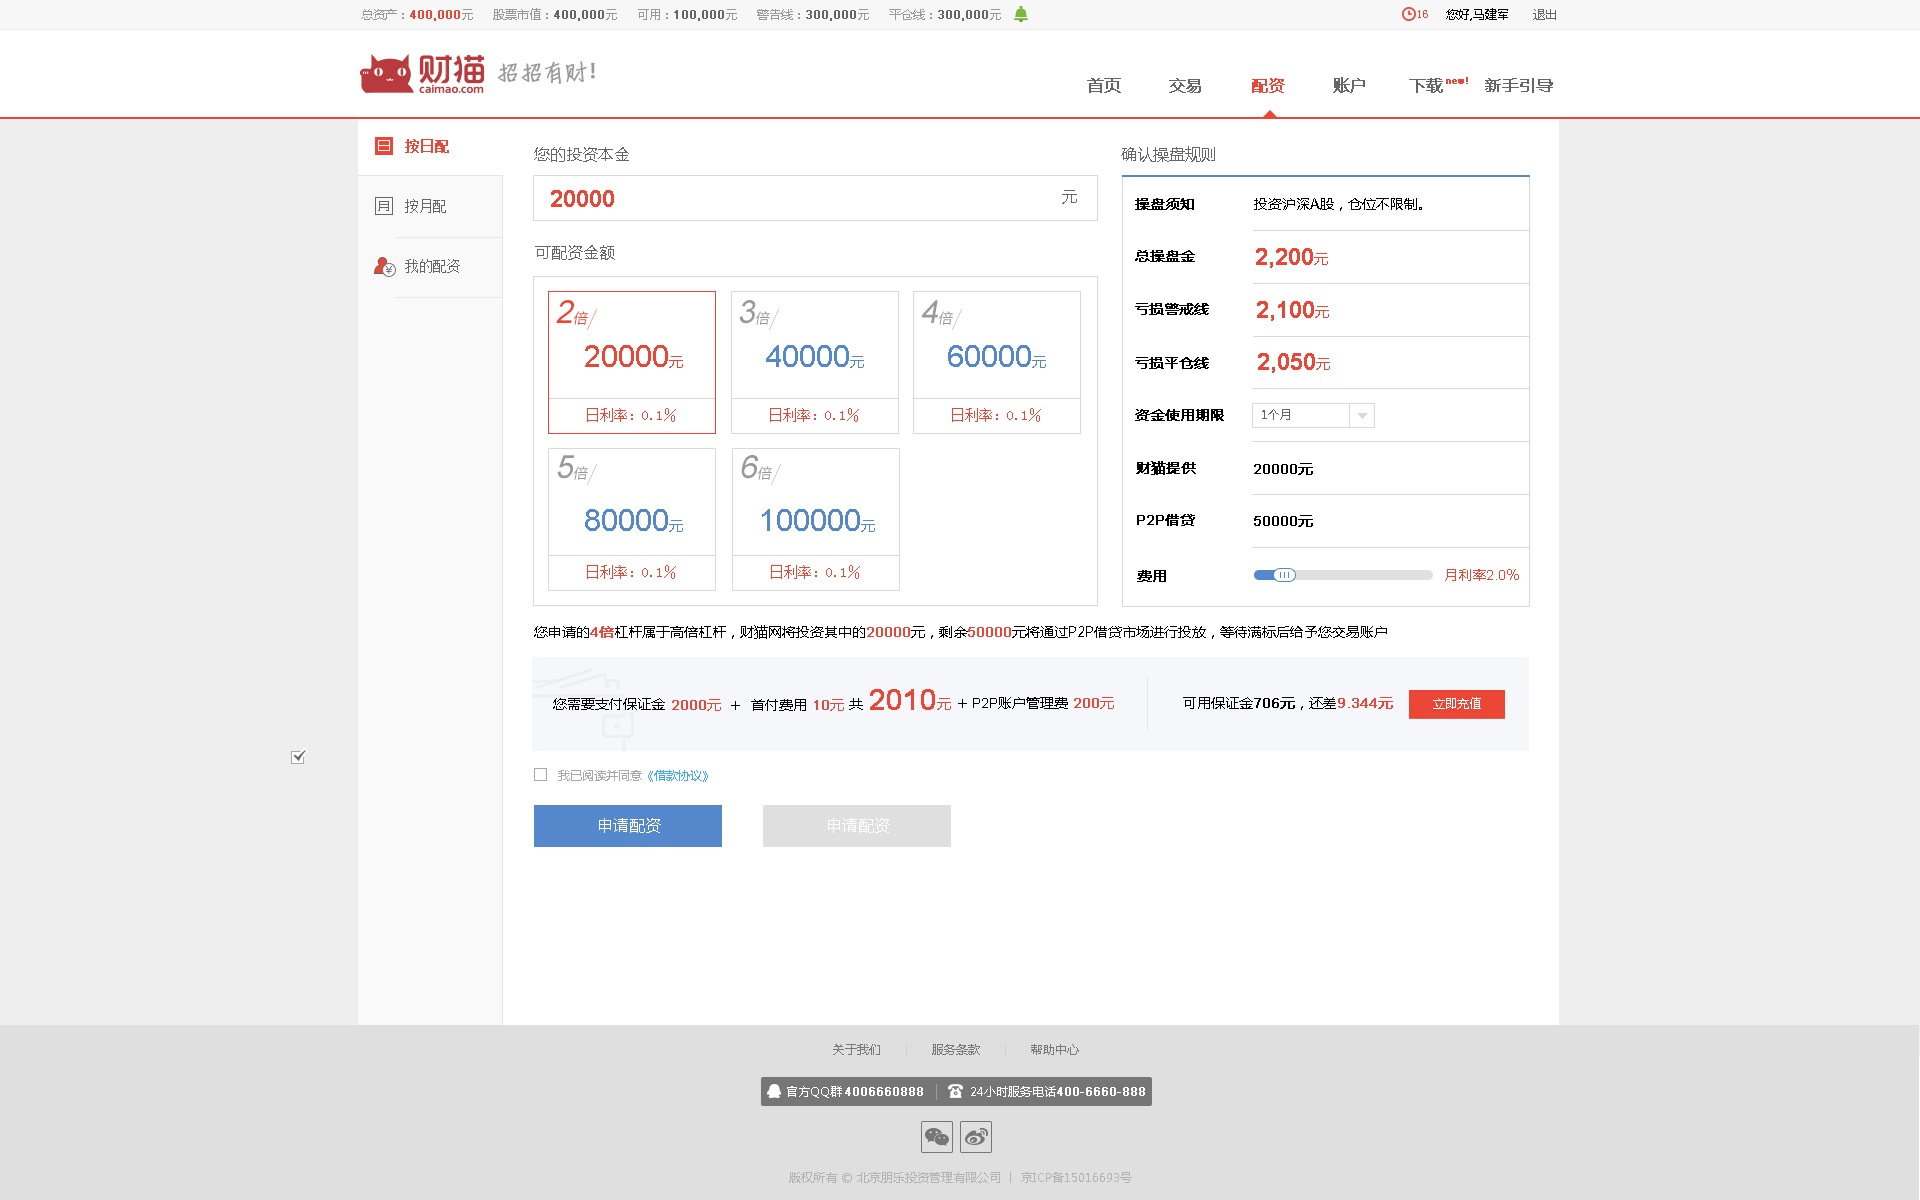 总资产：400,000元 股票市值：400,000元 可用：100,000元 警告线：300,000元 平仓线：300,000元 16 您好,马建军 退出
财猫 caimao.com 招招有财!
首页 交易 配资 账户 下载new! 新手引导
按日配
按月配
我的配资
您的投资本金
20000 元
可配资金额
2倍/
20000元
日利率：0.1%
3倍/
40000元
日利率：0.1%
4倍/
60000元
日利率：0.1%
5倍/
80000元
日利率：0.1%
6倍/
100000元
日利率：0.1%
确认操盘规则
操盘须知 投资沪深A股，仓位不限制。
总操盘金 2,200元
亏损警戒线 2,100元
亏损平仓线 2,050元
资金使用期限 1个月
财猫提供 20000元
P2P借贷 50000元
费用 月利率2.0%
您申请的4倍杠杆属于高倍杠杆，财猫网将投资其中的20000元，剩余50000元将通过P2P借贷市场进行投放，等待满标后给予您交易账户
您需要支付保证金 2000元 + 首付费用 10元 共 2010元 + P2P账户管理费 200元 可用保证金706元，还差9.344元 立即充值
我已阅读并同意《借款协议》
申请配资 申请配资
关于我们 服务条款 帮助中心
官方QQ群4006660888 24小时服务电话400-6660-888
版权所有 © 北京朋乐投资管理有限公司 | 京ICP备15016693号